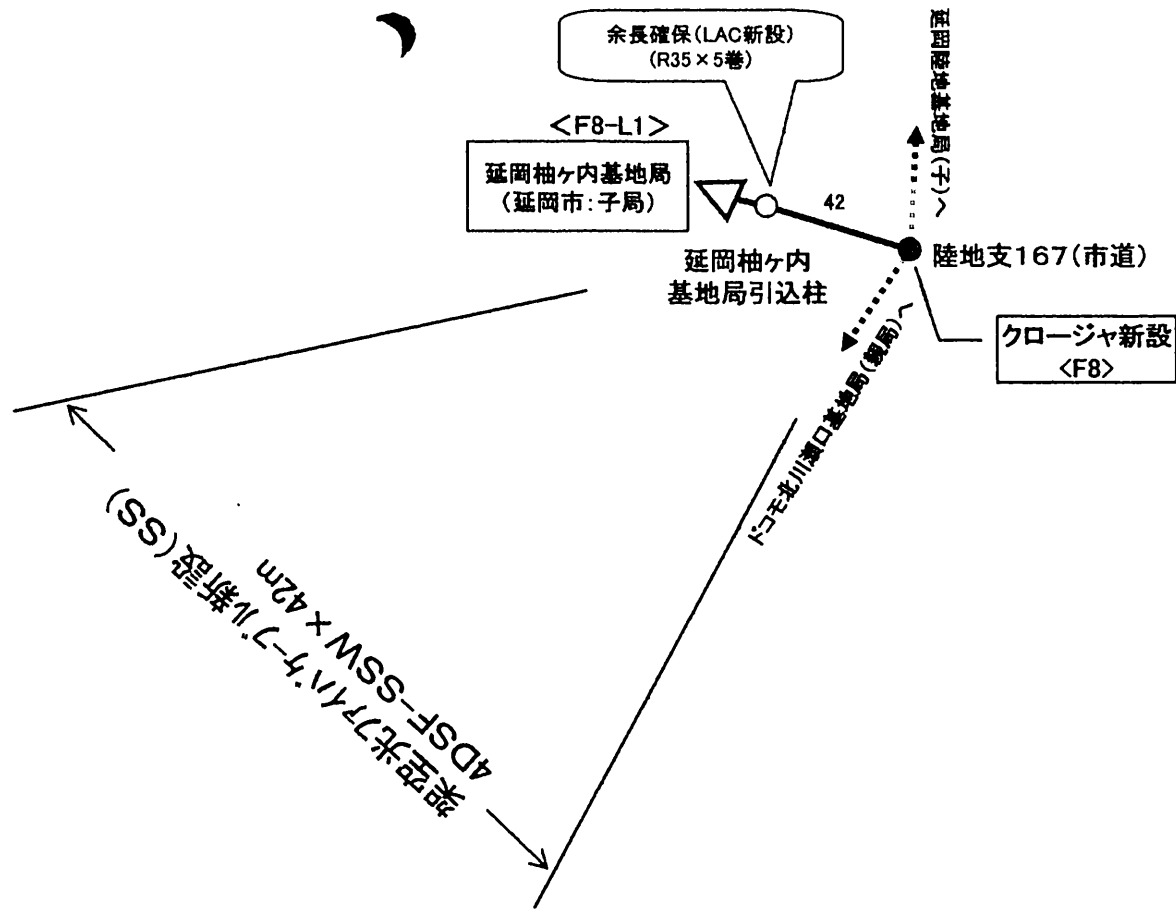 余長確保(LAC新設)
(R35×5巻)
<F8-L1>
延岡柚ヶ内基地局
(延岡市:子局)
42
延岡陸地基地局(子)へ
陸地支167(市道)
延岡柚ヶ内
基地局引込柱
クロージャ新設
<F8>
ドコモ北川瀬口基地局(親局)へ
架空光ファイバケーブル新設(SS)
4DSF-SSW×42m